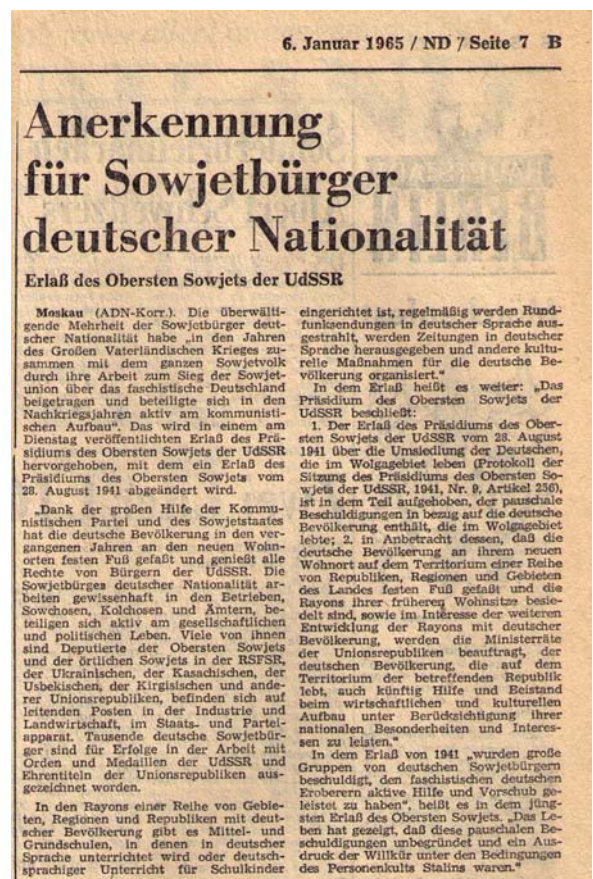 6. Januar 1965 / ND / Seite 7 B
Anerkennung
für Sowjetbürger
deutscher Nationalität
Erlaß des Obersten Sowjets der UdSSR
Moskau (ADN-Korr.). Die überwälti-
gende Mehrheit der Sowjetbürger deut-
scher Nationalität habe „in den Jahren
des Großen Vaterländischen Krieges zu-
sammen mit dem ganzen Sowjetvolk
durch ihre Arbeit zum Sieg der Sowjet-
union über das faschistische Deutschland
beigetragen und beteiligte sich in den
Nachkriegsjahren aktiv am kommunisti-
schen Aufbau“. Das wird in einem am
Dienstag veröffentlichten Erlaß des Prä-
sidiums des Obersten Sowjets der UdSSR
hervorgehoben, mit dem ein Erlaß des
Präsidiums des Obersten Sowjets vom
28. August 1941 abgeändert wird.
„Dank der großen Hilfe der Kommu-
nistischen Partei und des Sowjetstaates
hat die deutsche Bevölkerung in den ver-
gangenen Jahren an den neuen Wohn-
orten festen Fuß gefaßt und genießt alle
Rechte von Bürgern der UdSSR. Die
Sowjetbürger deutscher Nationalität ar-
beiten gewissenhaft in den Betrieben,
Sowchosen, Kolchosen und Ämtern, be-
teiligen sich aktiv am gesellschaftlichen
und politischen Leben. Viele von ihnen
sind Deputierte der Obersten Sowjets
und der örtlichen Sowjets in der RSFSR,
der Ukrainischen, der Kasachischen, der
Usbekischen, der Kirgisischen und ande-
rer Unionsrepubliken, befinden sich auf
leitenden Posten in der Industrie und
Landwirtschaft, im Staats- und Partei-
apparat. Tausende deutsche Sowjetbür-
ger sind für Erfolge in der Arbeit mit
Orden und Medaillen der UdSSR und
Ehrentiteln der Unionsrepubliken aus-
gezeichnet worden.
In den Rayons einer Reihe von Gebie-
ten, Regionen und Republiken mit deut-
scher Bevölkerung gibt es Mittel- und
Grundschulen, in denen in deutscher
Sprache unterrichtet wird oder deutsch-
sprachiger Unterricht für Schulkinder
eingerichtet ist, regelmäßig werden Rund-
funksendungen in deutscher Sprache aus-
gestrahlt, werden Zeitungen in deutscher
Sprache herausgegeben und andere kultu-
relle Maßnahmen für die deutsche Be-
völkerung organisiert.“
In dem Erlaß heißt es weiter: „Das
Präsidium des Obersten Sowjets der
UdSSR beschließt:
1. Der Erlaß des Präsidiums des Ober-
sten Sowjets der UdSSR vom 28. August
1941 über die Umsiedlung der Deutschen,
die im Wolgagebiet leben (Protokoll der
Sitzung des Präsidiums des Obersten So-
wjets der UdSSR, 1941, Nr. 9, Artikel 256),
ist in dem Teil aufgehoben, der pauschale
Beschuldigungen in bezug auf die deutsche
Bevölkerung enthält, die im Wolgagebiet
lebte; 2. in Anbetracht dessen, daß die
deutsche Bevölkerung an ihrem neuen
Wohnort auf dem Territorium einer Reihe
von Republiken, Regionen und Gebieten
des Landes festen Fuß gefaßt und die
Rayons ihrer früheren Wohnsitze besie-
delt sind, sowie im Interesse der weiteren
Entwicklung der Rayons mit deutscher
Bevölkerung, werden die Ministerräte
der Unionsrepubliken beauftragt, der
deutschen Bevölkerung, die auf dem
Territorium der betreffenden Republik
lebt, auch künftig Hilfe und Beistand
beim wirtschaftlichen und kulturellen
Aufbau unter Berücksichtigung ihrer
nationalen Besonderheiten und Interes-
sen zu leisten.“
In dem Erlaß von 1941 „wurden große
Gruppen von deutschen Sowjetbürgern
beschuldigt, den faschistischen deutschen
Eroberern aktive Hilfe und Vorschub ge-
leistet zu haben“, heißt es in dem jüng-
sten Erlaß des Obersten Sowjets. „Das Le-
ben hat gezeigt, daß diese pauschalen Be-
schuldigungen unbegründet und ein Aus-
druck der Willkür unter den Bedingungen
des Personenkults Stalins waren.“